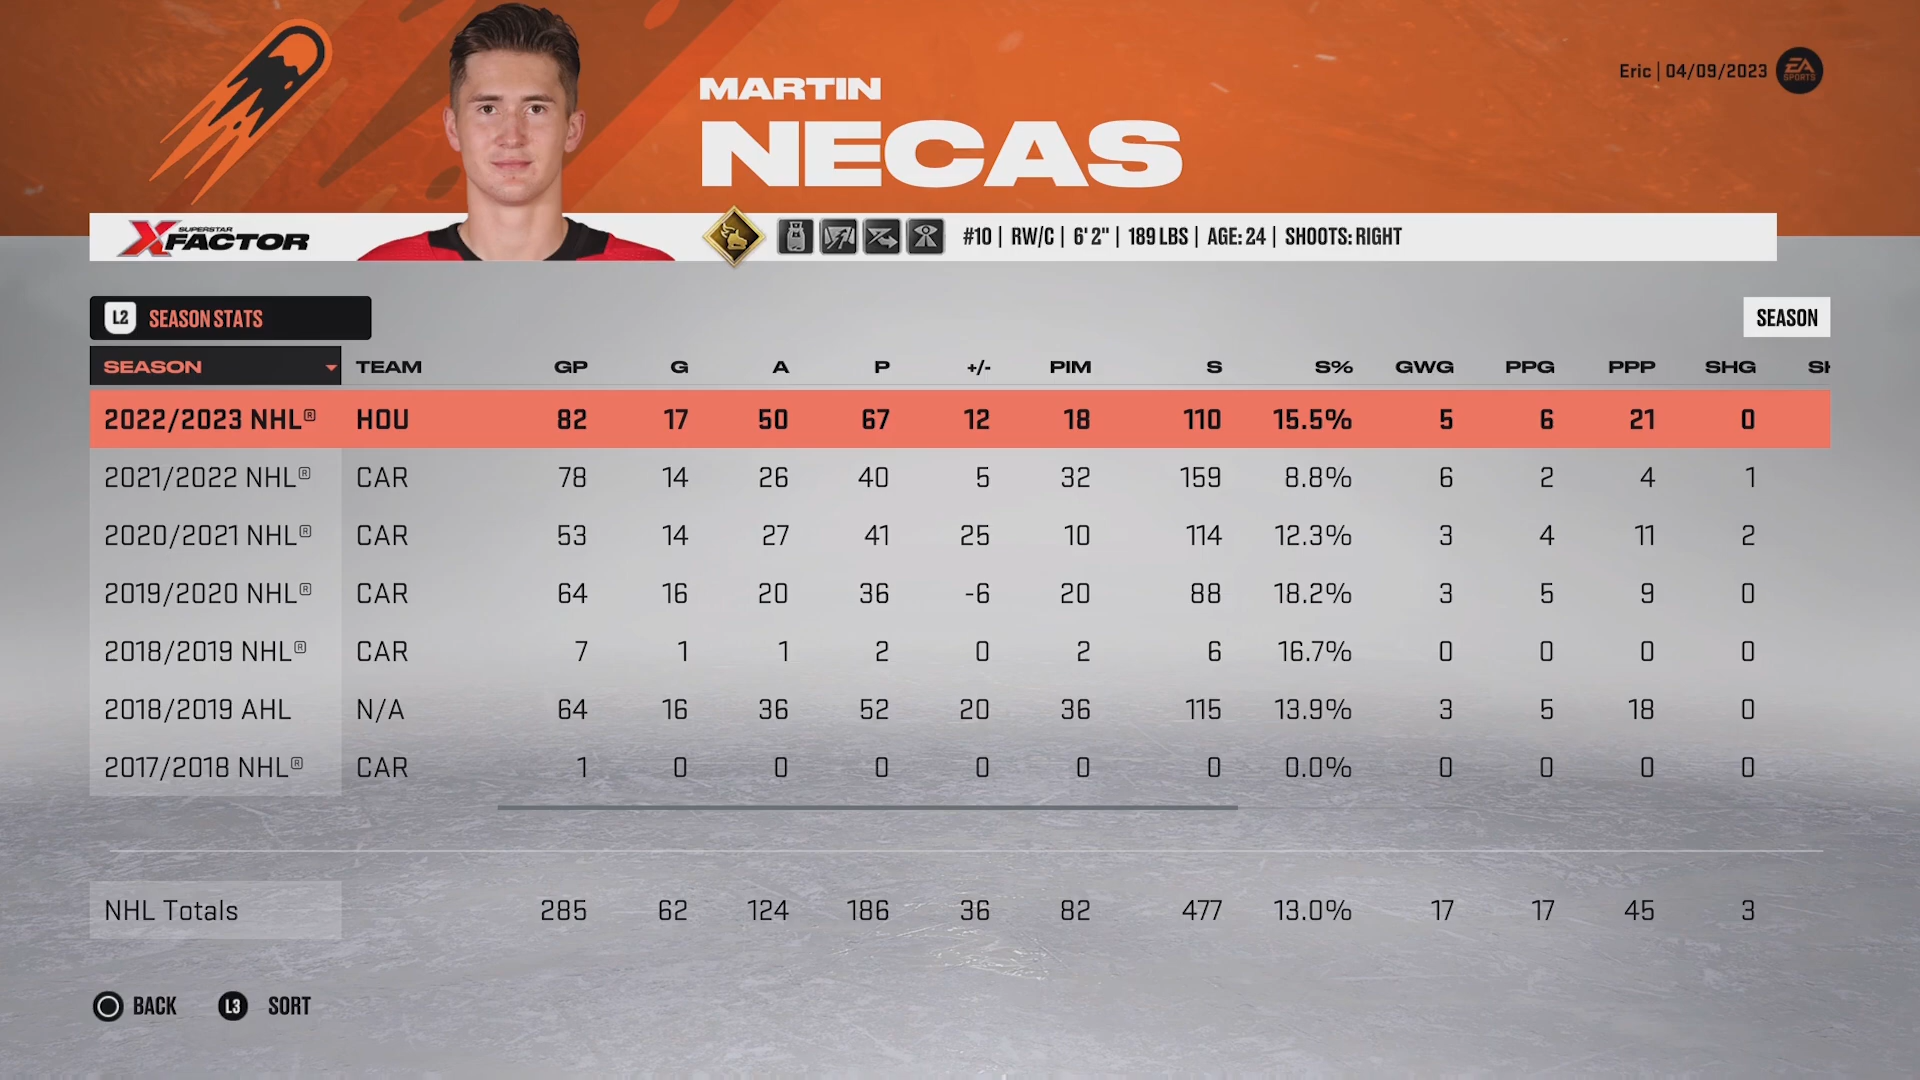 MARTIN
NECAS
Eric | 04/09/2023
EA SPORTS
SUPERSTAR
XFACTOR
#10 | RW/C | 6' 2" | 189 LBS | AGE: 24 | SHOOTS: RIGHT
L2 SEASON STATS
SEASON
SEASON TEAM GP G A P +/- PIM S S% GWG PPG PPP SHG
2022/2023 NHL® HOU 82 17 50 67 12 18 110 15.5% 5 6 21 0
2021/2022 NHL® CAR 78 14 26 40 5 32 159 8.8% 6 2 4 1
2020/2021 NHL® CAR 53 14 27 41 25 10 114 12.3% 3 4 11 2
2019/2020 NHL® CAR 64 16 20 36 -6 20 88 18.2% 3 5 9 0
2018/2019 NHL® CAR 7 1 1 2 0 2 6 16.7% 0 0 0 0
2018/2019 AHL N/A 64 16 36 52 20 36 115 13.9% 3 5 18 0
2017/2018 NHL® CAR 1 0 0 0 0 0 0 0.0% 0 0 0 0
NHL Totals 285 62 124 186 36 82 477 13.0% 17 17 45 3
BACK L3 SORT